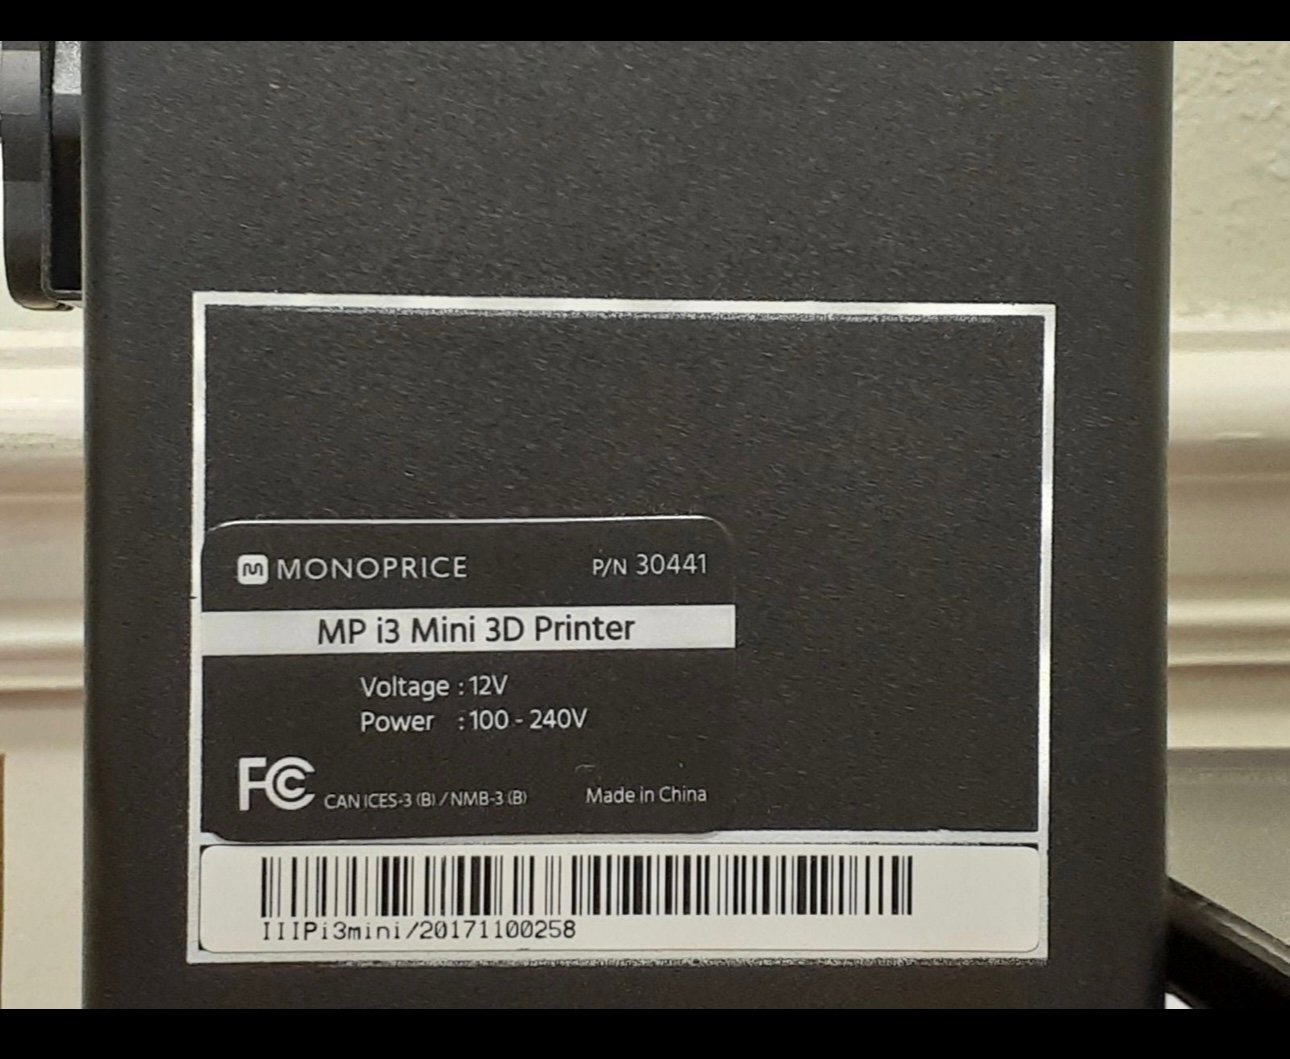 MONOPRICE P/N 30441
MP i3 Mini 3D Printer
Voltage : 12V
Power : 100 - 240V
FC CAN ICES-3 (B) / NMB-3 (B) Made in China
IIIPi3mini/20171100258